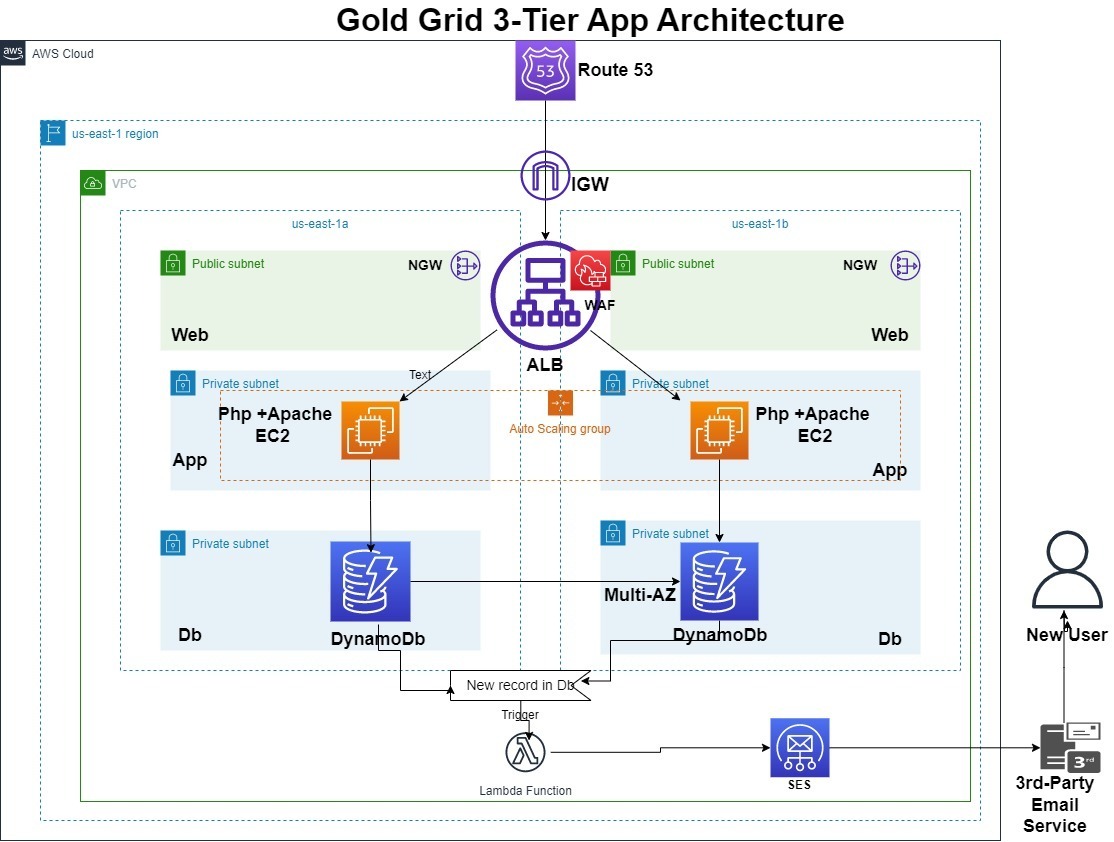 Gold Grid 3-Tier App Architecture
aws
AWS Cloud
53
Route 53
us-east-1 region
VPC
IGW
us-east-1a
us-east-1b
Public subnet
NGW
Public subnet
NGW
WAF
Web
Web
ALB
Text
Private subnet
Private subnet
Php +Apache
EC2
Php +Apache
EC2
Auto Scaling group
App
App
Private subnet
Private subnet
Multi-AZ
Db
DynamoDb
DynamoDb
Db
New User
New record in Db
Trigger
Lambda Function
SES
3rd
3rd-Party
Email
Service